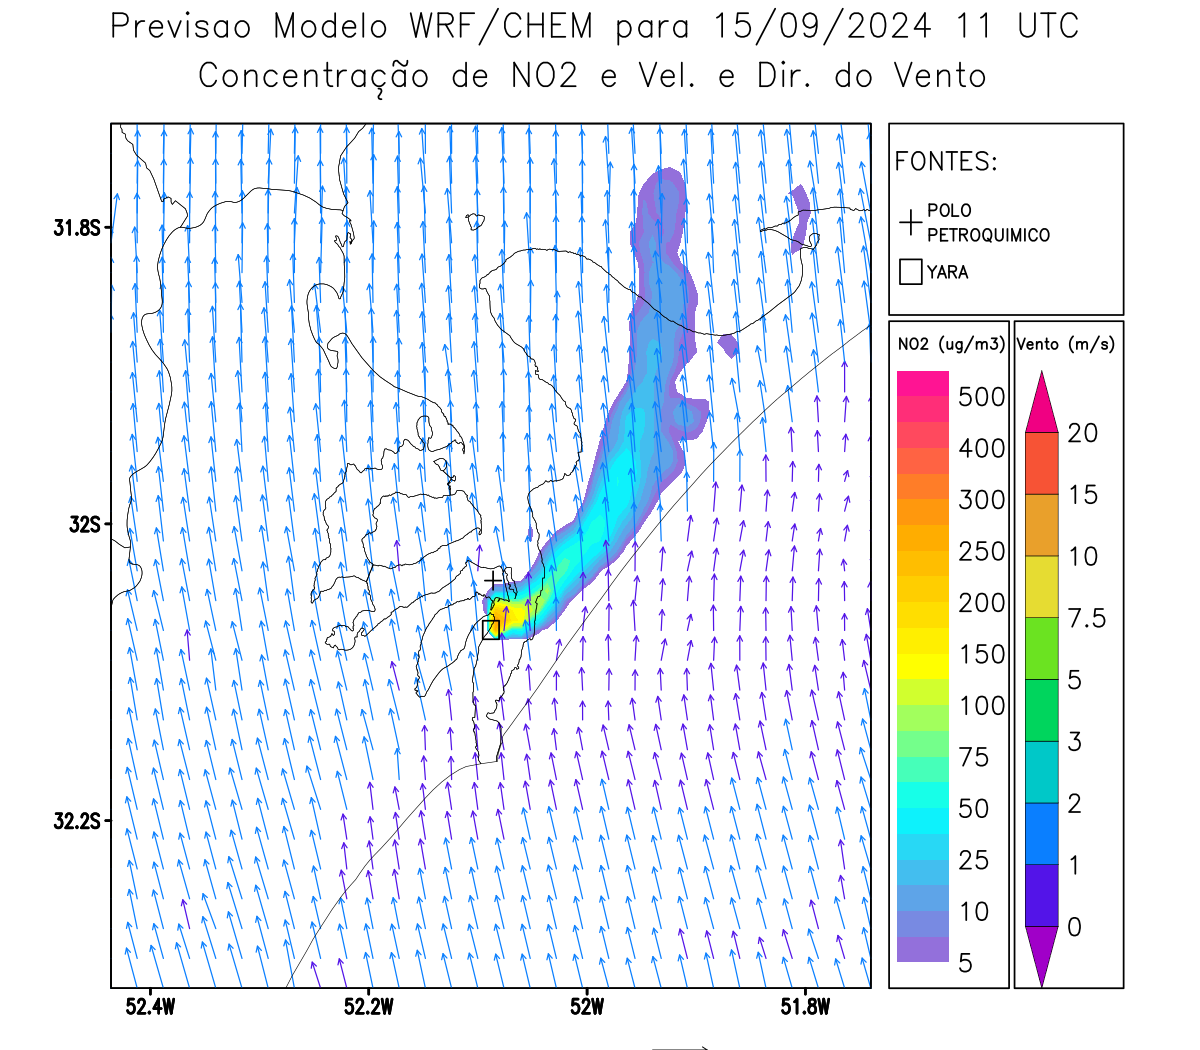 Previsao Modelo WRF/CHEM para 15/09/2024 11 UTC
Concentração de NO2 e Vel. e Dir. do Vento
FONTES:
POLO
PETROQUIMICO
YARA
NO2 (ug/m3)
500
400
300
250
200
150
100
75
50
25
10
5
Vento (m/s)
20
15
10
7.5
5
3
2
1
0
31.8S
32S
32.2S
52.4W
52.2W
52W
51.8W